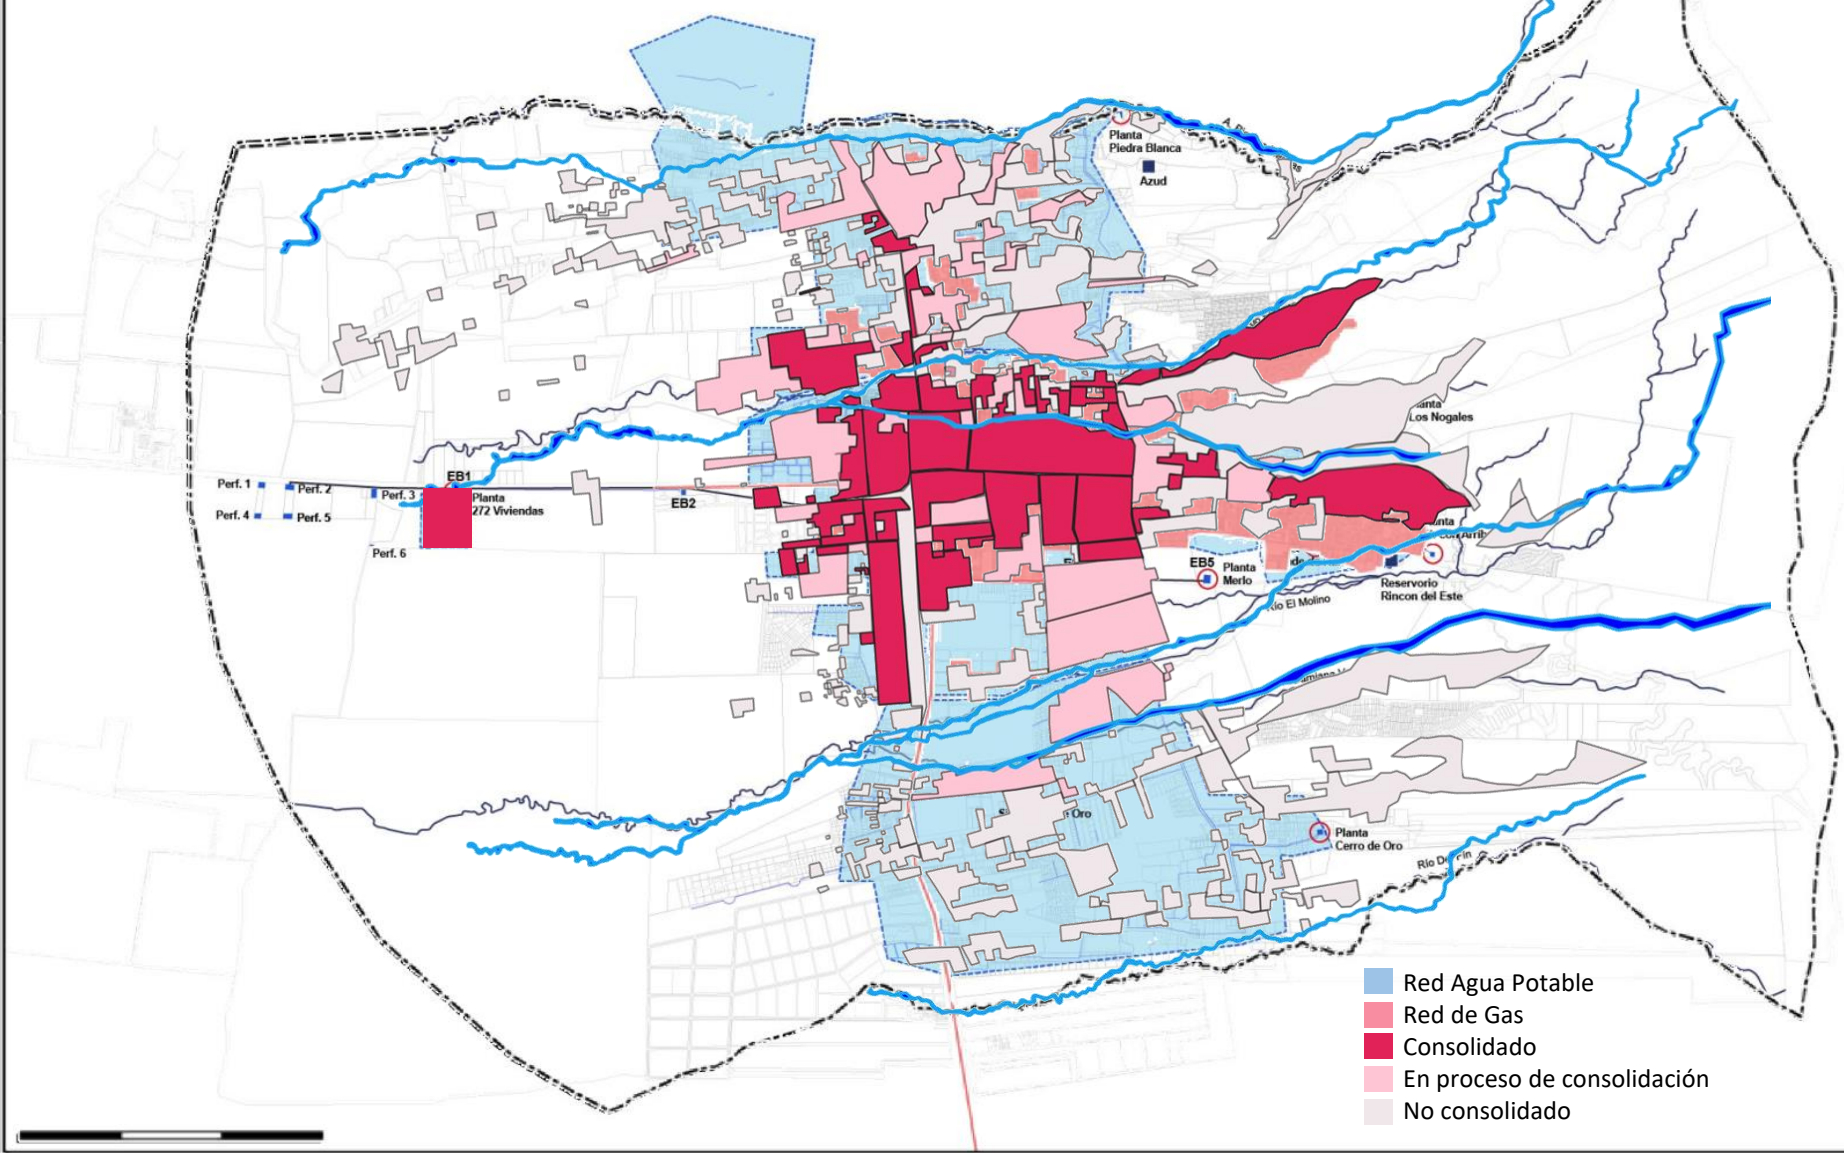 Planta
Piedra Blanca
Azud
Los Nogales
Perf. 1
Perf. 2
Perf. 3
EB1
Planta
272 Viviendas
EB2
Perf. 4
Perf. 5
Perf. 6
EB5
Planta
Merlo
Reservorio
Rincon del Este
Río El Molino
Oro
Planta
Cerro de Oro
Red Agua Potable
Red de Gas
Consolidado
En proceso de consolidación
No consolidado